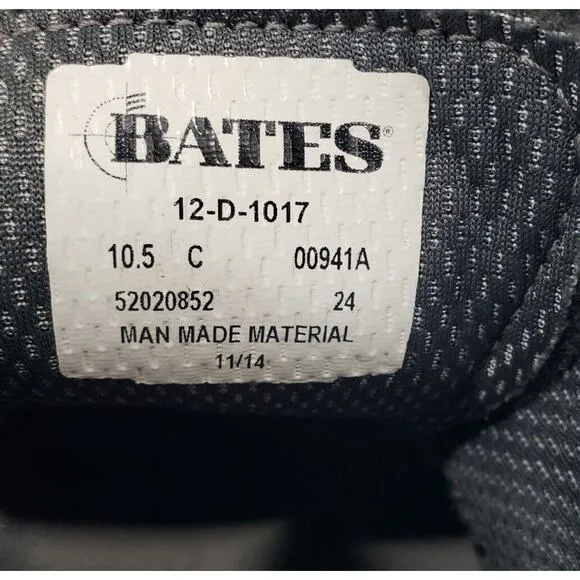 BATES®
12-D-1017
10.5 C 00941A
52020852 24
MAN MADE MATERIAL
11/14